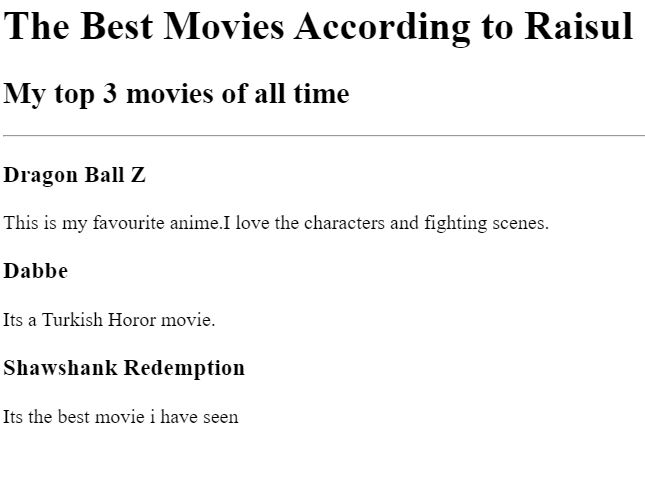 The Best Movies According to Raisul
My top 3 movies of all time
Dragon Ball Z
This is my favourite anime.I love the characters and fighting scenes.
Dabbe
Its a Turkish Horor movie.
Shawshank Redemption
Its the best movie i have seen